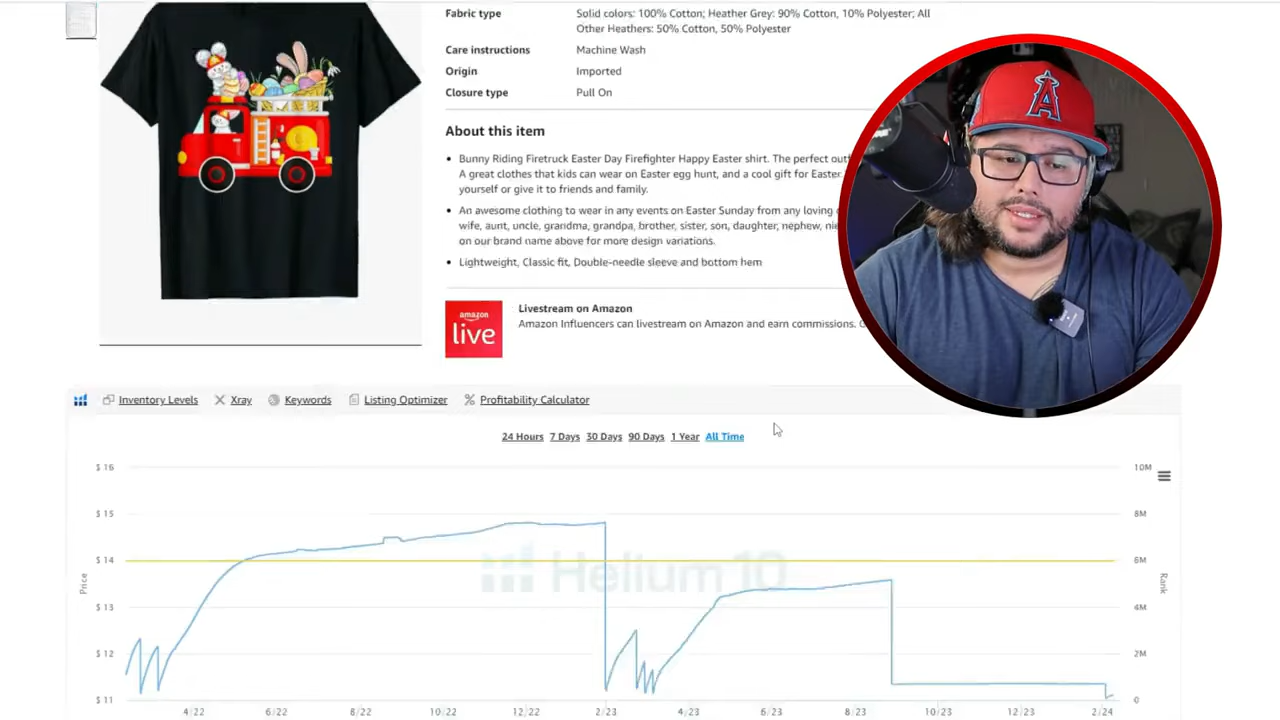 Fabric type
Solid colors: 100% Cotton; Heather Grey: 90% Cotton, 10% Polyester; All
Other Heathers: 50% Cotton, 50% Polyester
Care instructions
Machine Wash
Origin
Imported
Closure type
Pull On
About this item
Bunny Riding Firetruck Easter Day Firefighter Happy Easter shirt. The perfect
A great clothes that kids can wear on Easter egg hunt, and a cool gift for Easter
yourself or give it to friends and family.
An awesome clothing to wear in any events on Easter Sunday from any loving
wife, aunt, uncle, grandma, grandpa, brother, sister, son, daughter, nephew,
on our brand name above for more design variations.
Lightweight, Classic fit, Double-needle sleeve and bottom hem
amazon
live
Livestream on Amazon
Amazon Influencers can livestream on Amazon and earn commissions.
A
Inventory Levels
Xray
Keywords
Listing Optimizer
Profitability Calculator
24 Hours 7 Days 30 Days 90 Days 1 Year All Time
$ 16
10M
$ 15
8M
$ 14
6M
Helium 10
Price
Rank
$ 13
4M
$ 12
2M
$ 11
0
4/22 6/22 8/22 10/22 12/22 2/23 4/23 6/23 8/23 10/23 12/23 2/24